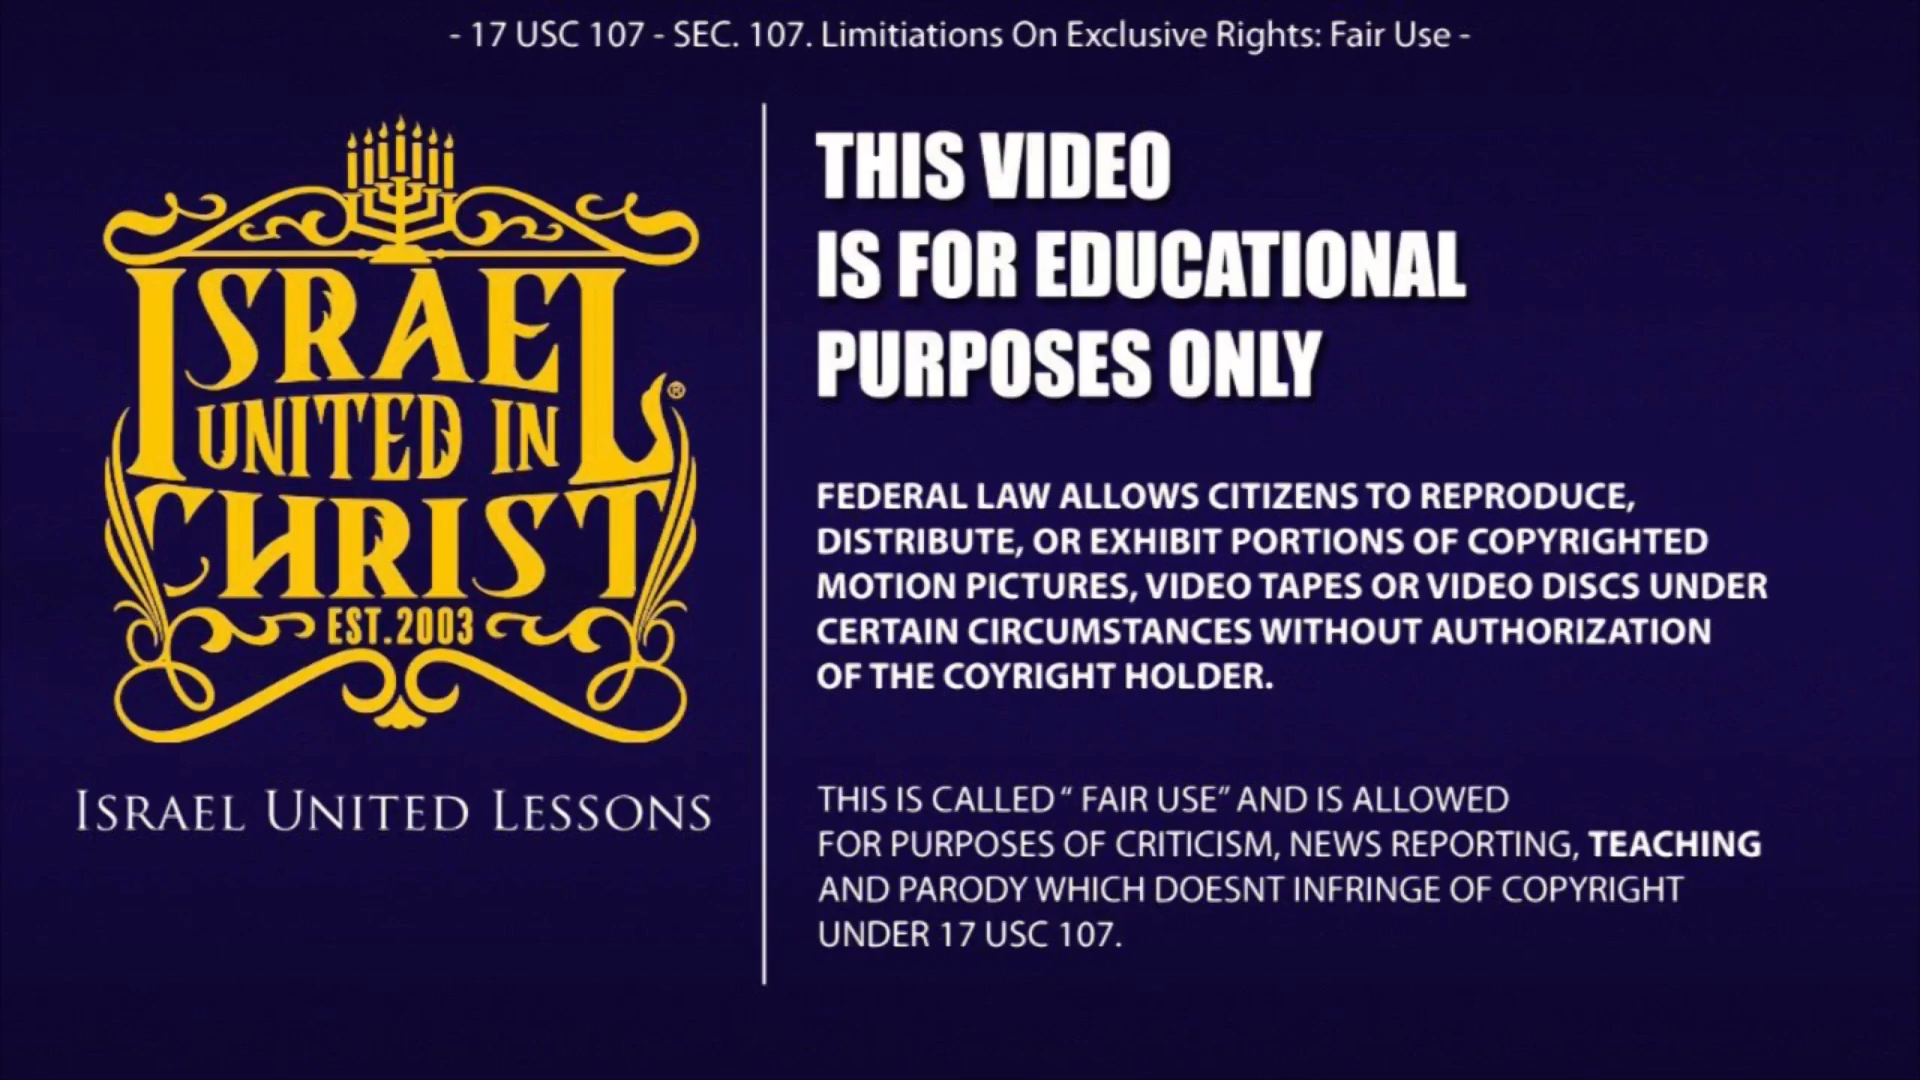 - 17 USC 107 - SEC. 107. Limitiations On Exclusive Rights: Fair Use -
ISRAEL
UNITED IN
CHRIST
®
EST.2003
ISRAEL UNITED LESSONS
THIS VIDEO
IS FOR EDUCATIONAL
PURPOSES ONLY
FEDERAL LAW ALLOWS CITIZENS TO REPRODUCE,
DISTRIBUTE, OR EXHIBIT PORTIONS OF COPYRIGHTED
MOTION PICTURES, VIDEO TAPES OR VIDEO DISCS UNDER
CERTAIN CIRCUMSTANCES WITHOUT AUTHORIZATION
OF THE COYRIGHT HOLDER.
THIS IS CALLED “ FAIR USE” AND IS ALLOWED
FOR PURPOSES OF CRITICISM, NEWS REPORTING, TEACHING
AND PARODY WHICH DOESNT INFRINGE OF COPYRIGHT
UNDER 17 USC 107.